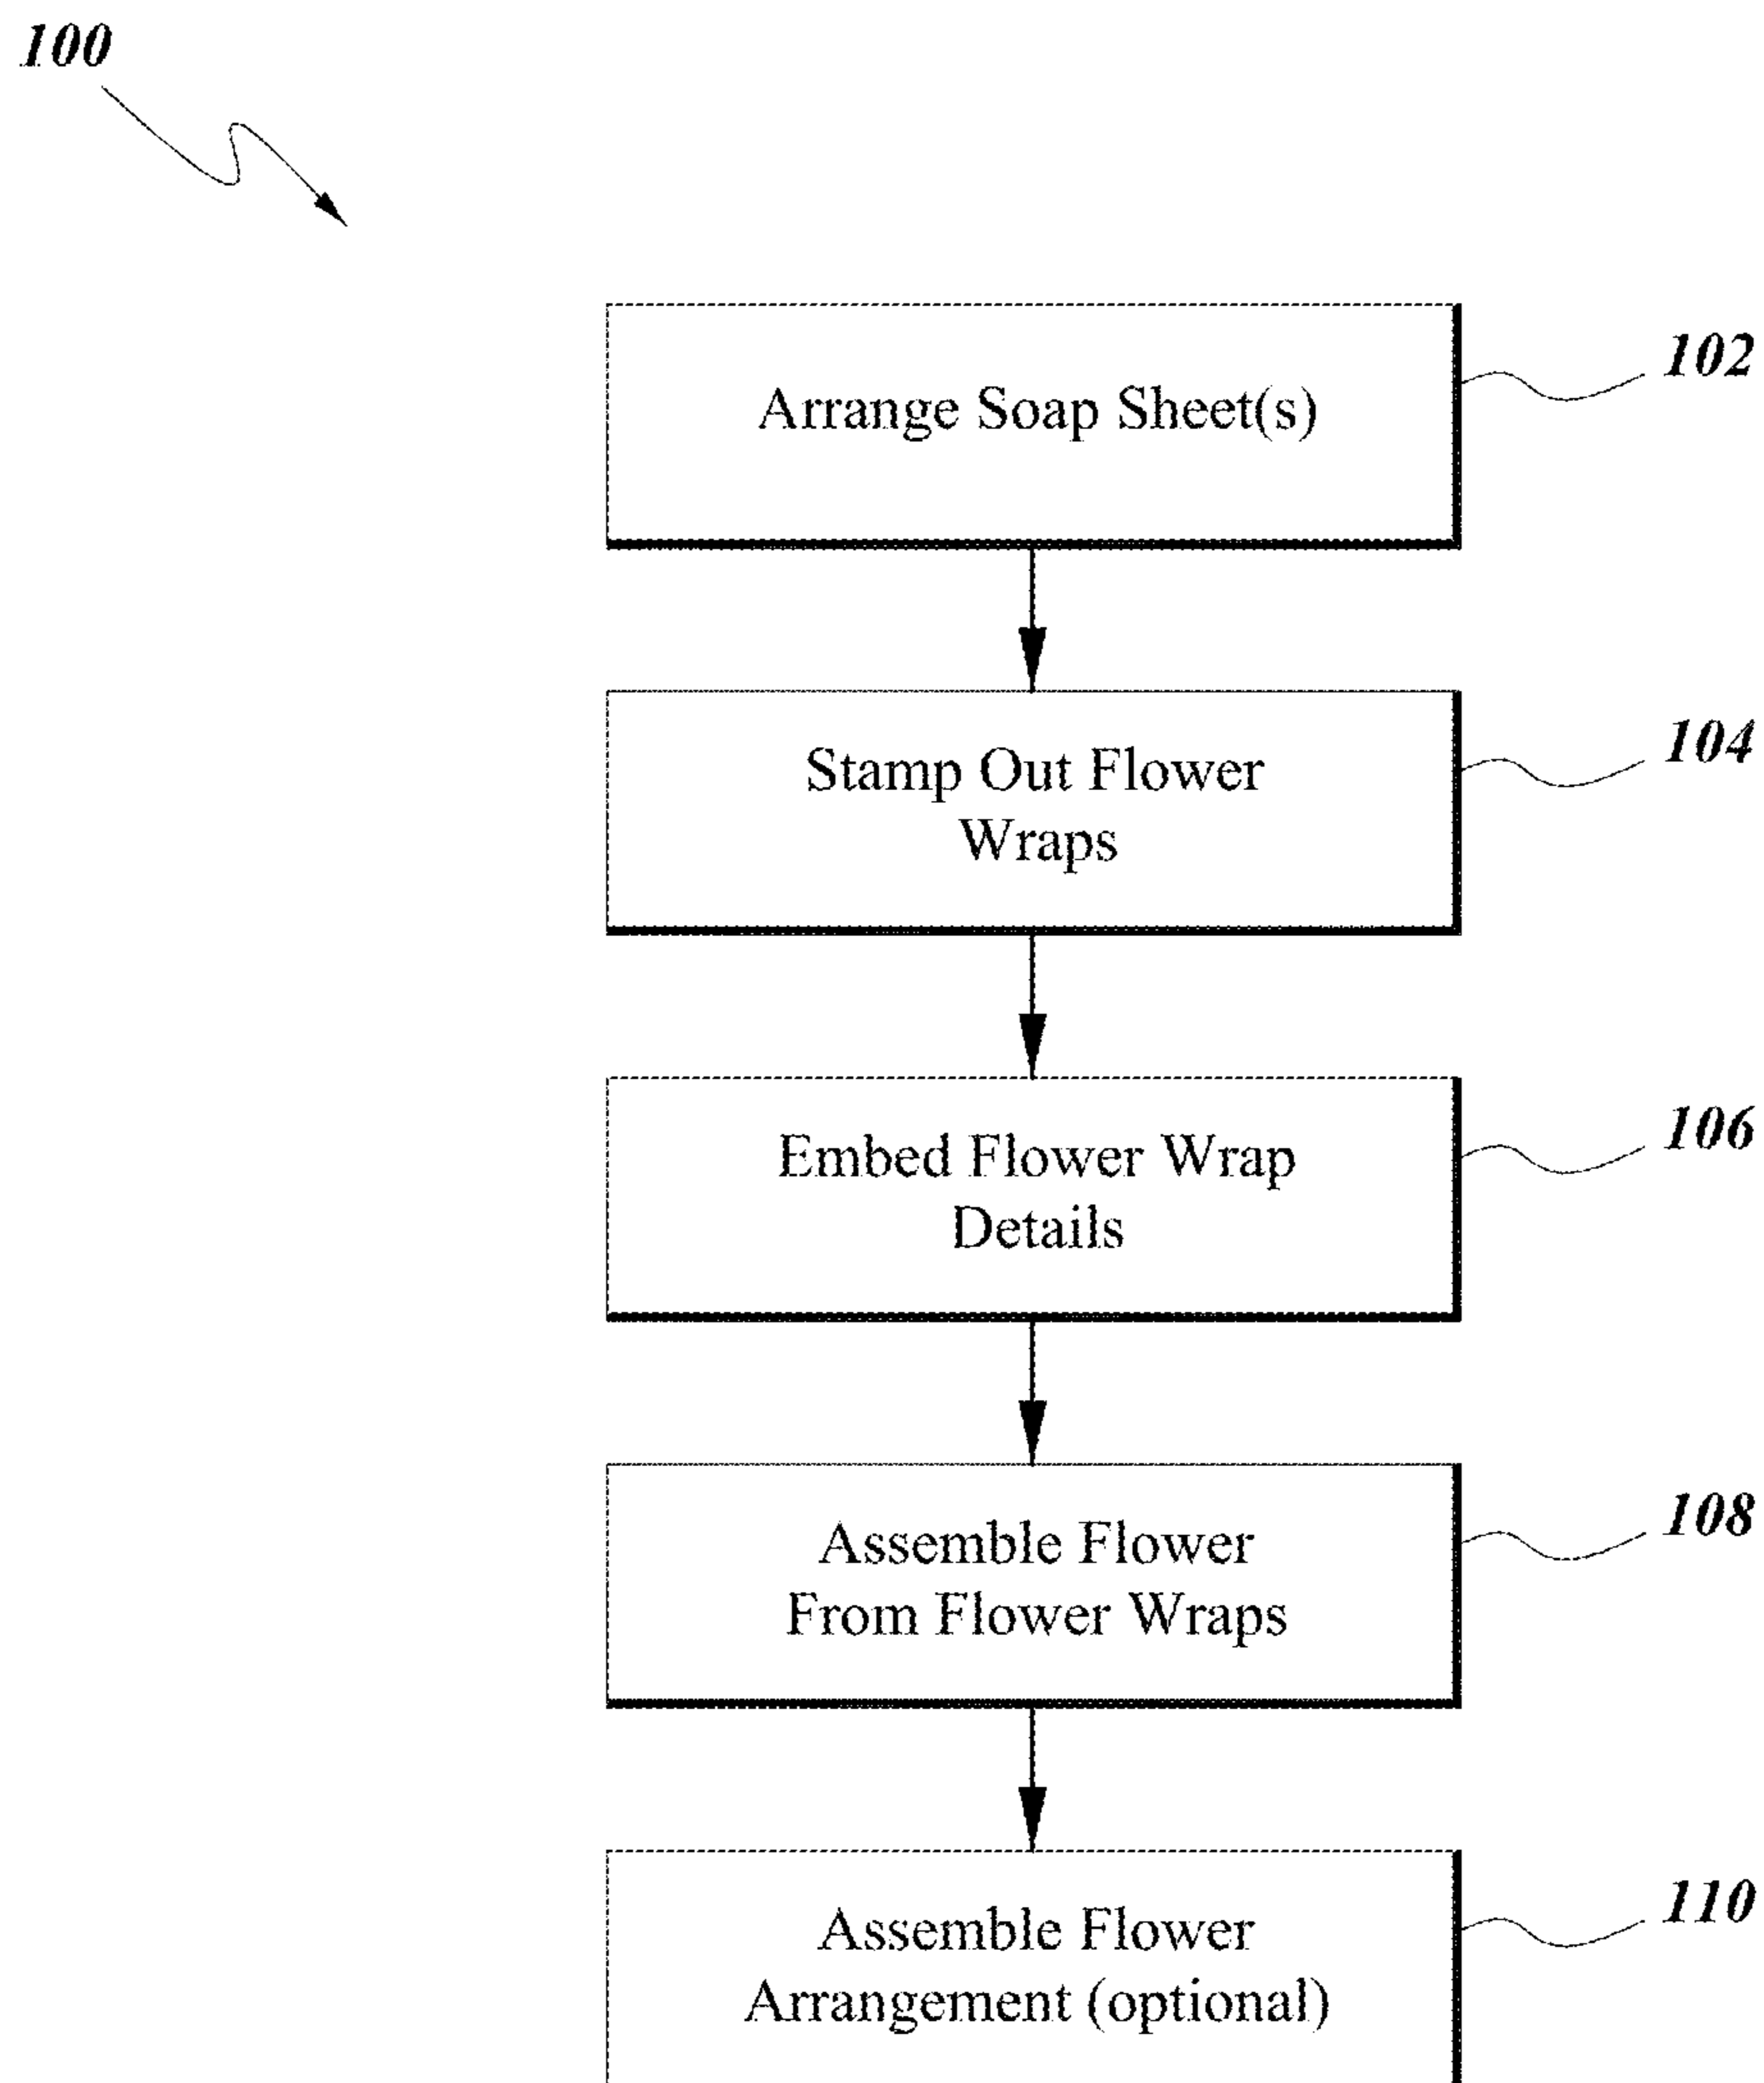 100
Arrange Soap Sheet(s)
102
Stamp Out Flower
Wraps
104
Embed Flower Wrap
Details
106
Assemble Flower
From Flower Wraps
108
Assemble Flower
Arrangement (optional)
110